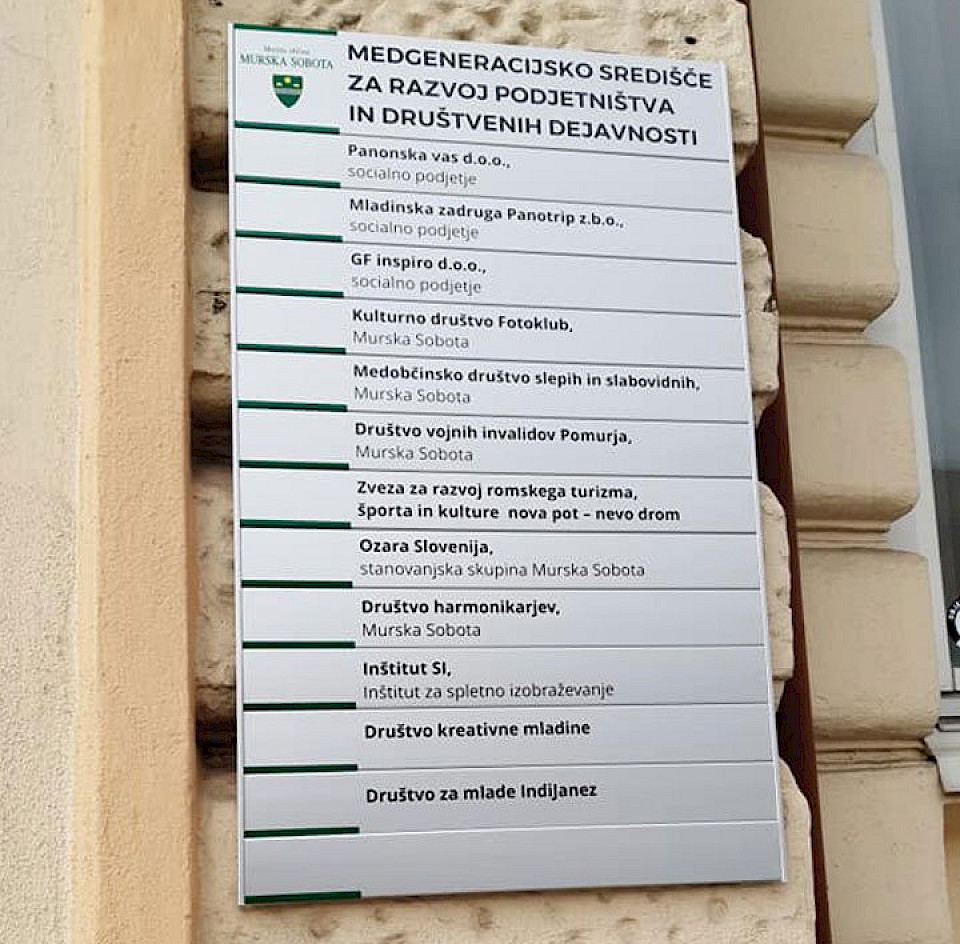 Mestna občina
MURSKA SOBOTA
MEDGENERACIJSKO SREDIŠČE
ZA RAZVOJ PODJETNIŠTVA
IN DRUŠTVENIH DEJAVNOSTI
Panonska vas d.o.o.,
socialno podjetje
Mladinska zadruga Panotrip z.b.o.,
socialno podjetje
GF inspiro d.o.o.,
socialno podjetje
Kulturno društvo Fotoklub,
Murska Sobota
Medobčinsko društvo slepih in slabovidnih,
Murska Sobota
Društvo vojnih invalidov Pomurja,
Murska Sobota
Zveza za razvoj romskega turizma,
športa in kulture nova pot – nevo drom
Ozara Slovenija,
stanovanjska skupina Murska Sobota
Društvo harmonikarjev,
Murska Sobota
Inštitut SI,
Inštitut za spletno izobraževanje
Društvo kreativne mladine
Društvo za mlade IndiJanez